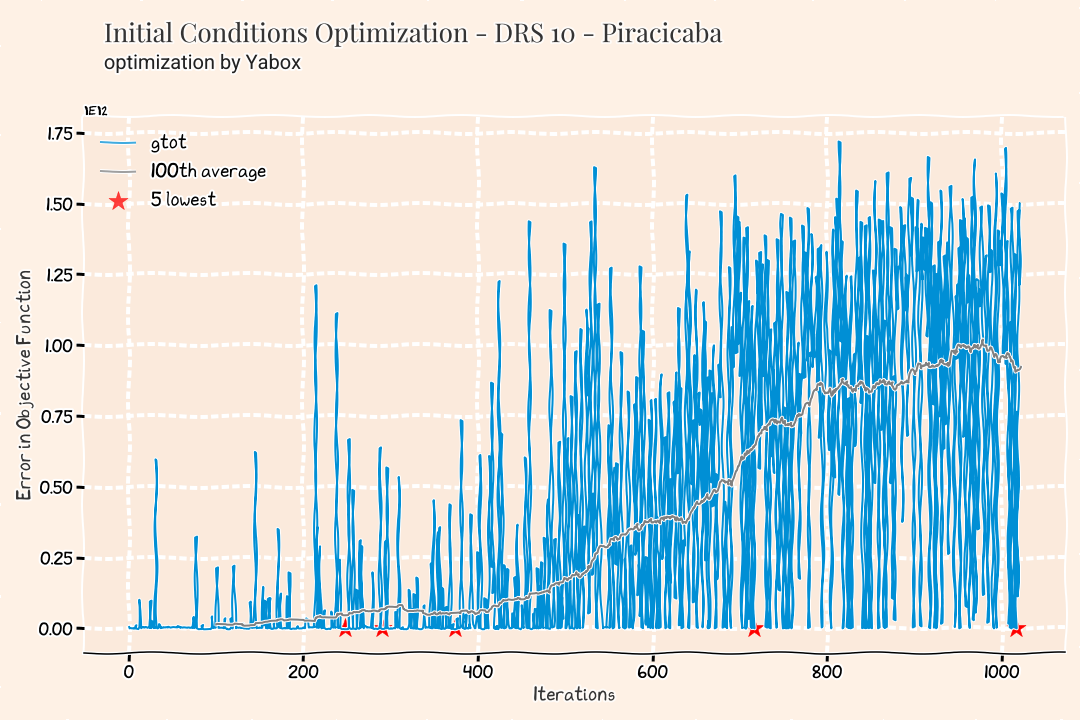 Initial Conditions Optimization - DRS 10 - Piracicaba
optimization by Yabox
1E12
gtot
100th average
5 lowest
1.75
1.50
1.25
1.00
0.75
0.50
0.25
0.00
Error in Objective Function
0 200 400 600 800 1000
Iterations